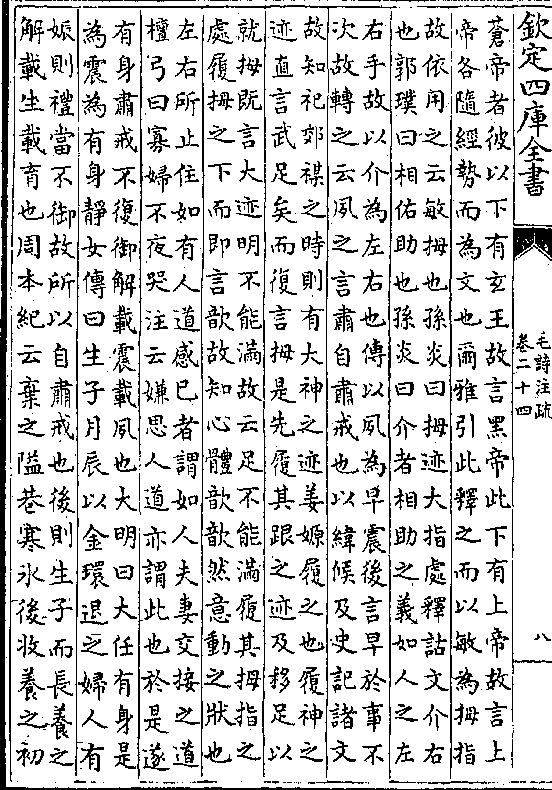 欽定四庫全書
毛詩注疏
卷二十四
八
蒼帝者彼以下有玄王故言黑帝此下有上帝故言上
帝各隨經勢而為文也爾雅引此釋之而以敏為拇指
故依用之云敏拇也孫炎曰拇迹大指處釋詁文介右
也郭璞曰相佑助也孫炎曰介者相助之義如人之左
右手故以介為左右也傳以夙為早震後言早於事不
次故轉之云夙之言肅自肅戒也以緯候及史記諸文
故知祀郊禖之時則有大神之迹姜嫄履之也履神之
迹直言武足矣而復言拇是先履其跟之迹及移足以
就拇既言大迹明不能滿故云足不能滿履其拇指之
處履拇之下而即言歆故知心體歆歆然意動之狀也
左右所止住如有人道感己者謂如人夫妻交接之道
檀弓曰寡婦不夜哭注云嫌思人道亦謂此也於是遂
有身肅戒不復御解載震載夙也大明曰大任有身是
為震為有身靜女傳曰生子月辰以金環退之婦人有
娠則禮當不御故所以自肅戒也後則生子而長養之
解載生載育也周本紀云棄之隘巷寒氷後收養之初